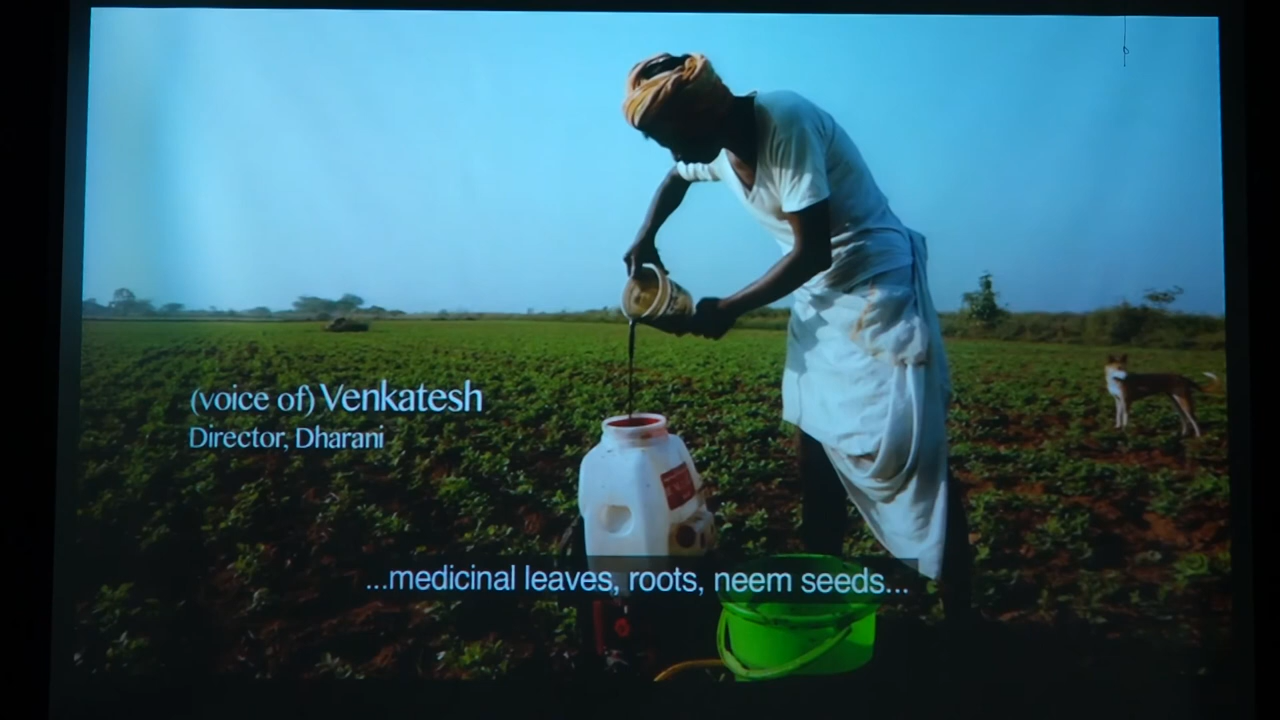 (voice of) Venkatesh
Director, Dharani
...medicinal leaves, roots, neem seeds...